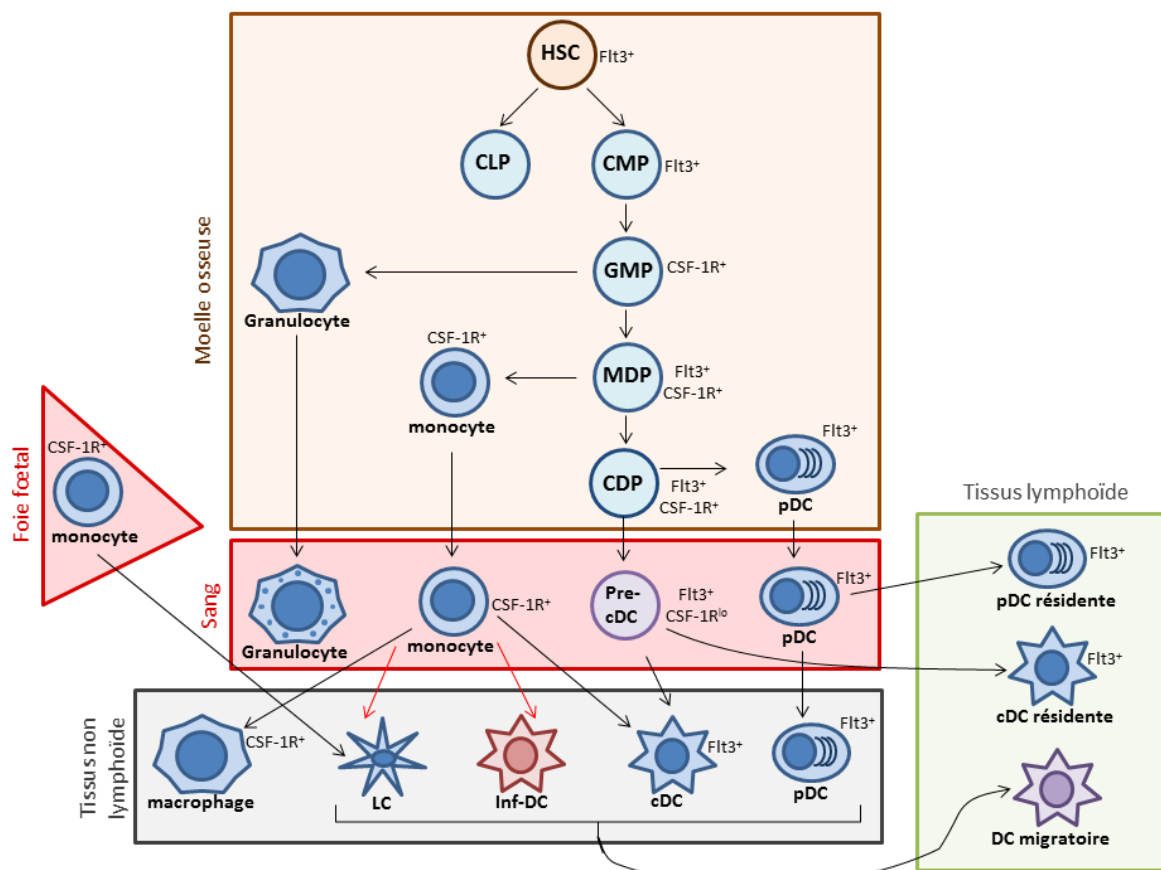 Moelle osseuse
HSC
Flt3⁺
CLP
CMP
Flt3⁺
GMP
CSF-1R⁺
Granulocyte
CSF-1R⁺
monocyte
MDP
Flt3⁺
CSF-1R⁺
CDP
Flt3⁺
CSF-1R⁺
Flt3⁺
pDC
Foie fœtal
CSF-1R⁺
monocyte
Sang
Granulocyte
CSF-1R⁺
monocyte
Pre-
cDC
Flt3⁺
CSF-1Rˡᵒ
Flt3⁺
pDC
Tissus non
lymphoïde
CSF-1R⁺
macrophage
LC
Inf-DC
Flt3⁺
cDC
Flt3⁺
pDC
Tissus lymphoïde
Flt3⁺
pDC résidente
Flt3⁺
cDC résidente
DC migratoire